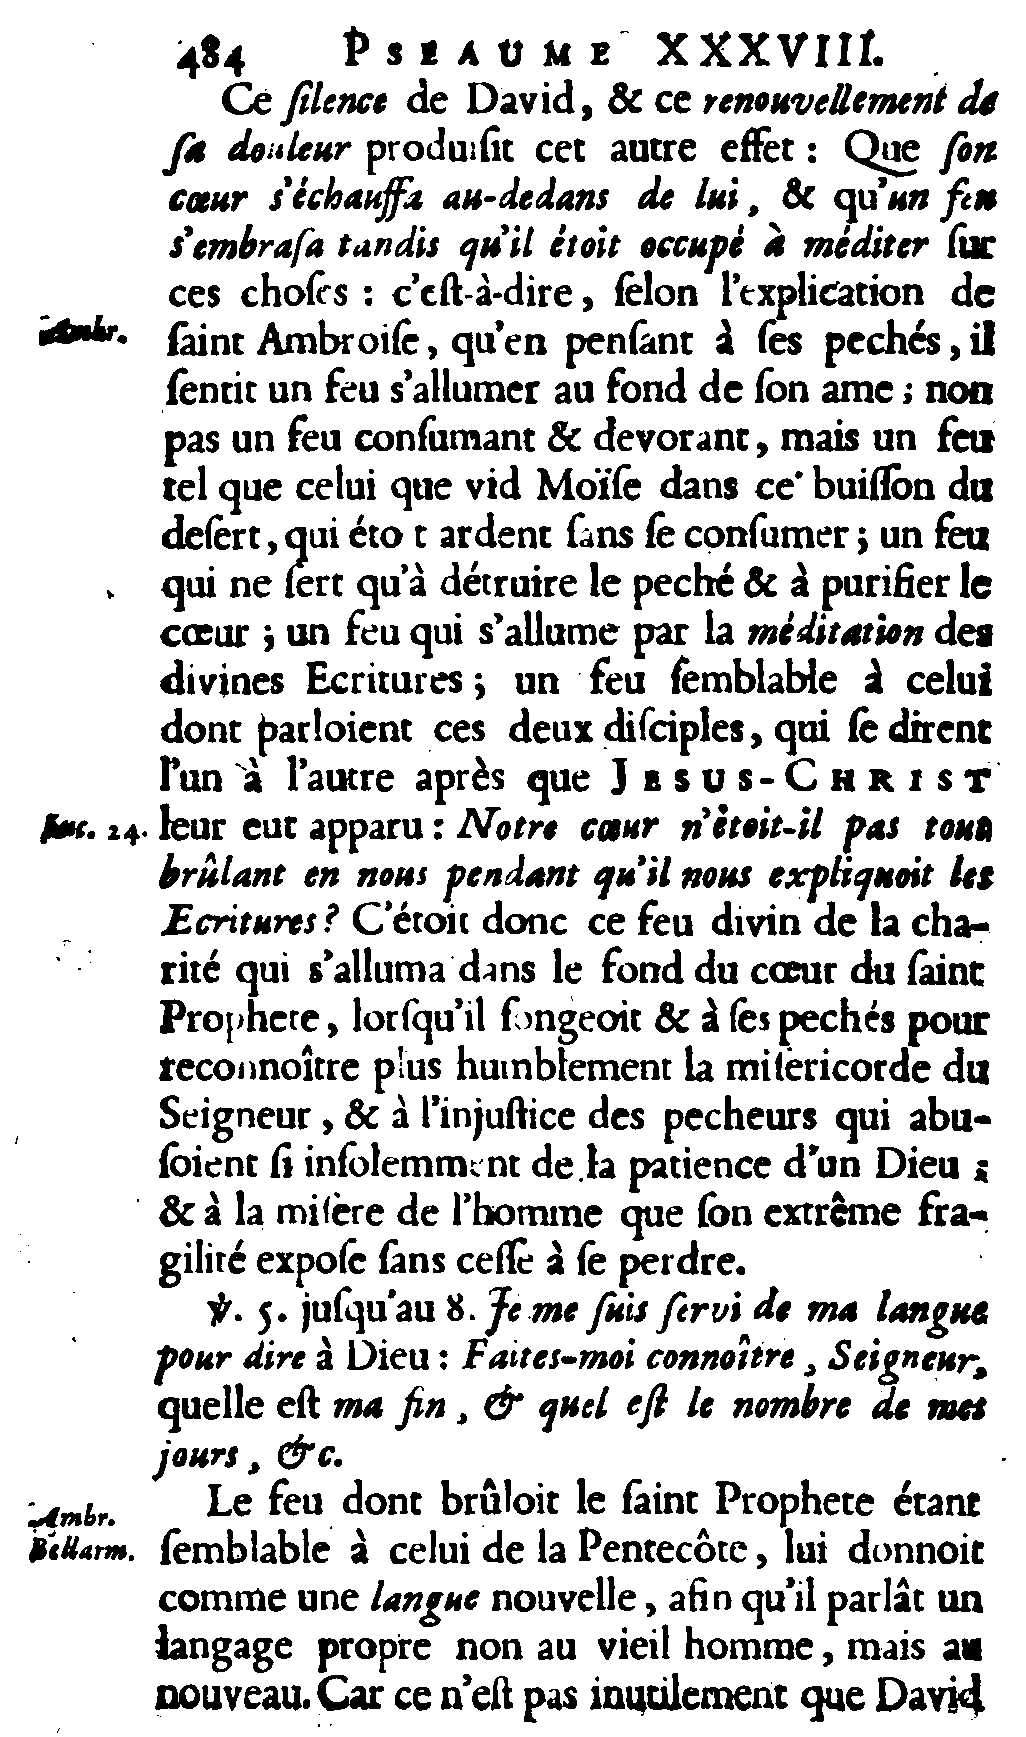 484 PSEAUME XXXVIII.
Ce ſilence de David, & ce renouvellement de
ſa douleur produiſit cet autre effet : Que ſon
cœur s'échauffa au-dedans de lui, & qu'un feu
s'embraſa tandis qu'il étoit occupé à méditer ſur
ces choſes : c'eſt-à-dire, ſelon l'explication de
Ambr. ſaint Ambroiſe, qu'en penſant à ſes pechés, il
ſentit un feu s'allumer au fond de ſon ame ; non
pas un feu conſumant & devorant, mais un feu
tel que celui que vid Moïſe dans ce buiſſon du
deſert, qui éto t ardent ſans ſe conſumer ; un feu
qui ne ſert qu'à détruire le peché & à purifier le
cœur ; un feu qui s'allume par la méditation des
divines Ecritures ; un feu ſemblable à celui
dont parloient ces deux diſciples, qui ſe dirent
l'un à l'autre après que JESUS-CHRIST
Luc. 24. leur eut apparu : Notre cœur n'étoit-il pas tout
brûlant en nous pendant qu'il nous expliquoit les
Ecritures ? C'étoit donc ce feu divin de la cha-
rité qui s'alluma dans le fond du cœur du ſaint
Prophete, lorſqu'il ſongeoit & à ſes pechés pour
reconnoître plus humblement la miſericorde du
Seigneur, & à l'injuſtice des pecheurs qui abu-
ſoient ſi inſolemment de la patience d'un Dieu ;
& à la miſère de l'homme que ſon extrême fra-
gilité expoſe ſans ceſſe à ſe perdre.
℣. 5. juſqu'au 8. Je me ſuis ſervi de ma langue
pour dire à Dieu : Faites-moi connoître, Seigneur,
quelle eſt ma fin, & quel eſt le nombre de mes
jours, &c.
Le feu dont brûloit le ſaint Prophete étant
Ambr.
Bellarm. ſemblable à celui de la Pentecôte, lui donnoit
comme une langue nouvelle, afin qu'il parlât un
langage propre non au vieil homme, mais au
nouveau. Car ce n'eſt pas inutilement que David